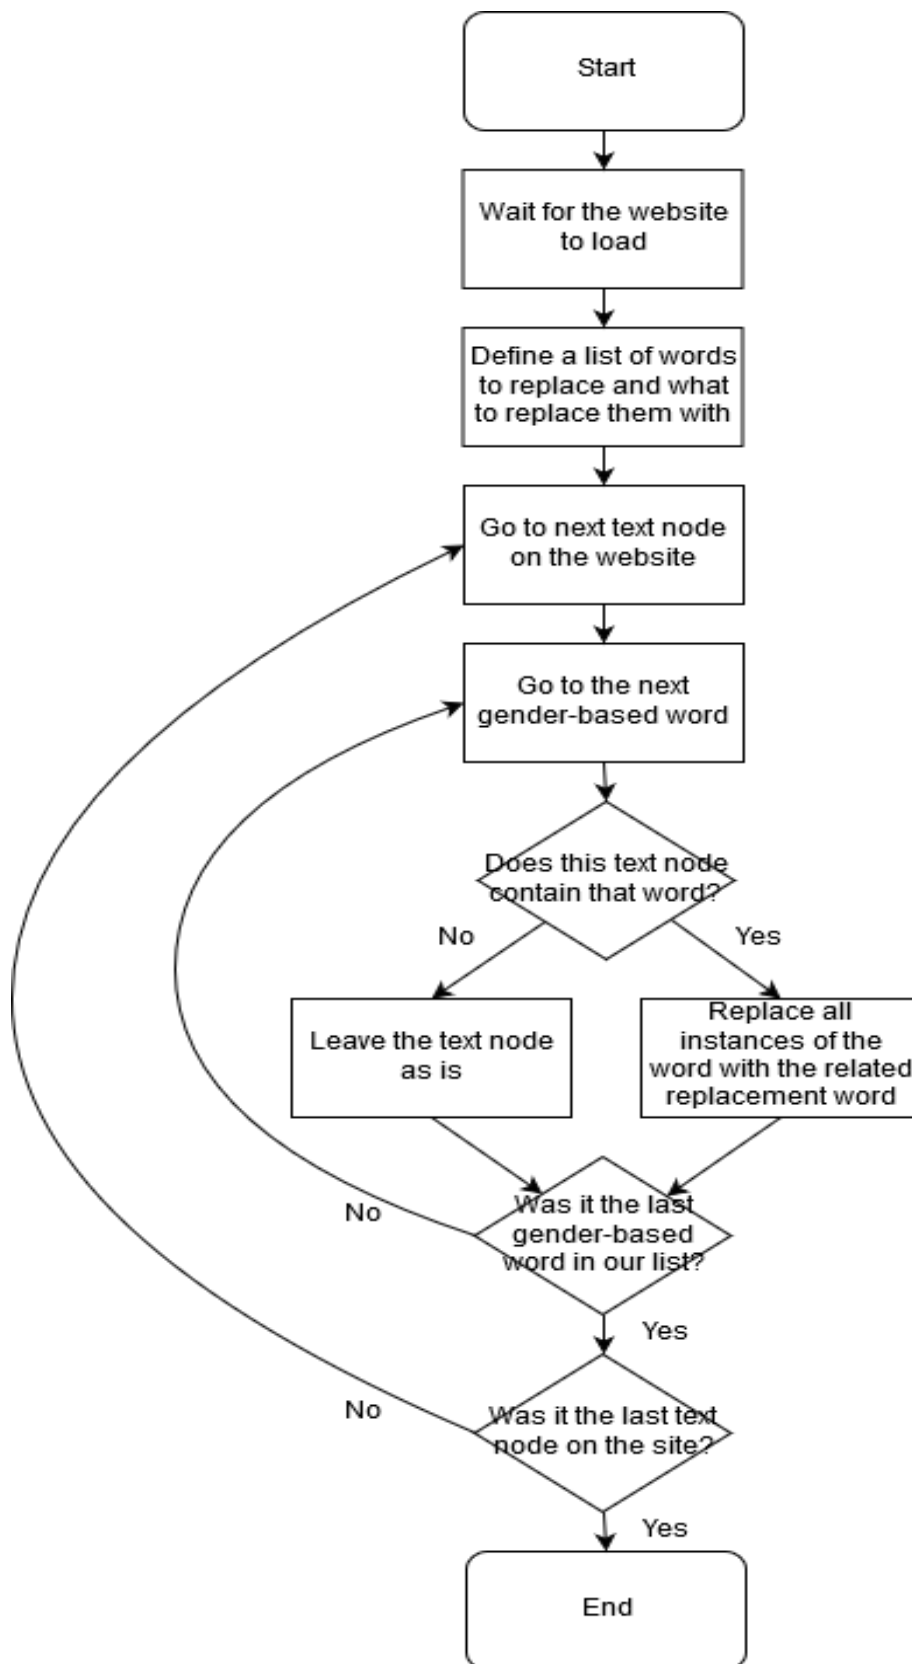 Start
Wait for the website
to load
Define a list of words
to replace and what
to replace them with
Go to next text node
on the website
Go to the next
gender-based word
Does this text node
contain that word?
No
Yes
Leave the text node
as is
Replace all
instances of the
word with the related
replacement word
Was it the last
gender-based
word in our list?
No
Yes
Was it the last text
node on the site?
No
Yes
End